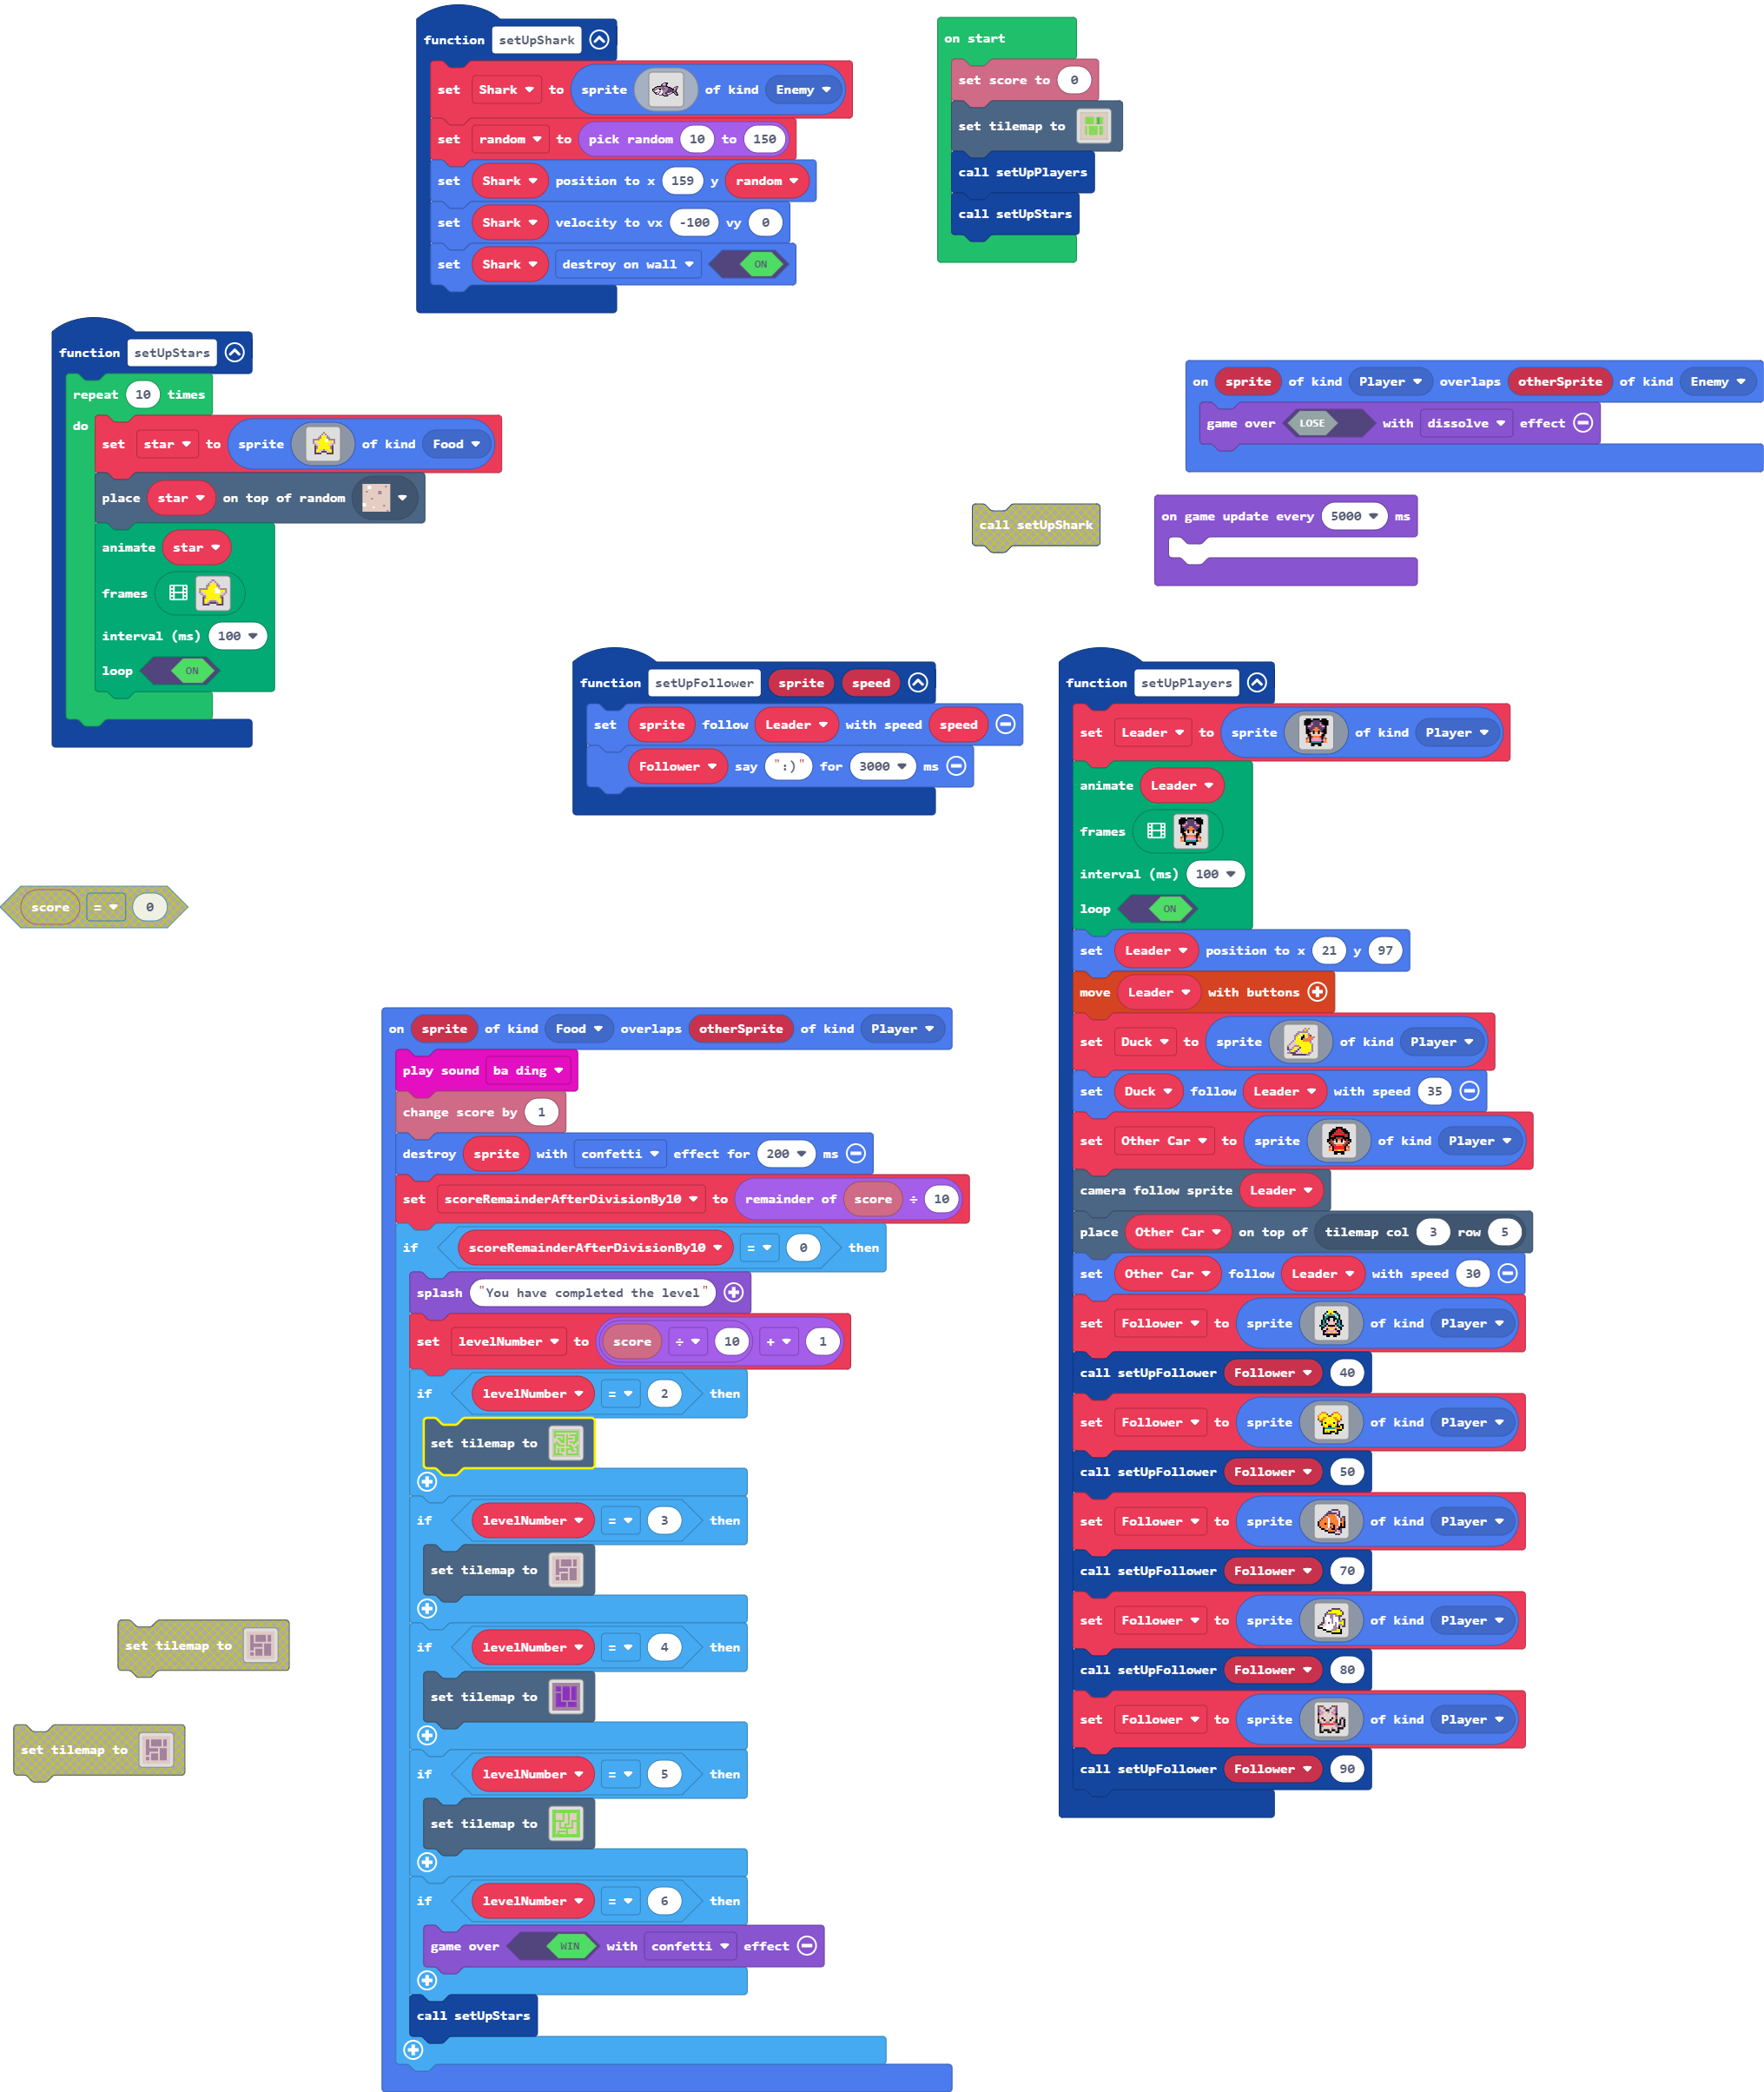 function setUpShark
set Shark to sprite of kind Enemy
set random to pick random 10 to 150
set Shark position to x 159 y random
set Shark velocity to vx -100 vy 0
set Shark destroy on wall ON
on start
set score to 0
set tilemap to
call setUpPlayers
call setUpStars
function setUpStars
repeat 10 times
do
set star to sprite of kind Food
place star on top of random
animate star
frames
interval (ms) 100
loop ON
on sprite of kind Player overlaps otherSprite of kind Enemy
game over LOSE with dissolve effect
call setUpShark
on game update every 5000 ms
function setUpFollower sprite speed
set sprite follow Leader with speed speed
Follower say ":)" for 3000 ms
score = 0
function setUpPlayers
set Leader to sprite of kind Player
animate Leader
frames
interval (ms) 100
loop ON
set Leader position to x 21 y 97
move Leader with buttons
set Duck to sprite of kind Player
set Duck follow Leader with speed 35
set Other Car to sprite of kind Player
camera follow sprite Leader
place Other Car on top of tilemap col 3 row 5
set Other Car follow Leader with speed 30
set Follower to sprite of kind Player
call setUpFollower Follower 40
set Follower to sprite of kind Player
call setUpFollower Follower 50
set Follower to sprite of kind Player
call setUpFollower Follower 70
set Follower to sprite of kind Player
call setUpFollower Follower 80
set Follower to sprite of kind Player
call setUpFollower Follower 90
on sprite of kind Food overlaps otherSprite of kind Player
play sound ba ding
change score by 1
destroy sprite with confetti effect for 200 ms
set scoreRemainderAfterDivisionBy10 to remainder of score ÷ 10
if scoreRemainderAfterDivisionBy10 = 0 then
splash "You have completed the level"
set levelNumber to score ÷ 10 + 1
if levelNumber = 2 then
set tilemap to
if levelNumber = 3 then
set tilemap to
if levelNumber = 4 then
set tilemap to
if levelNumber = 5 then
set tilemap to
if levelNumber = 6 then
game over WIN with confetti effect
call setUpStars
set tilemap to
set tilemap to